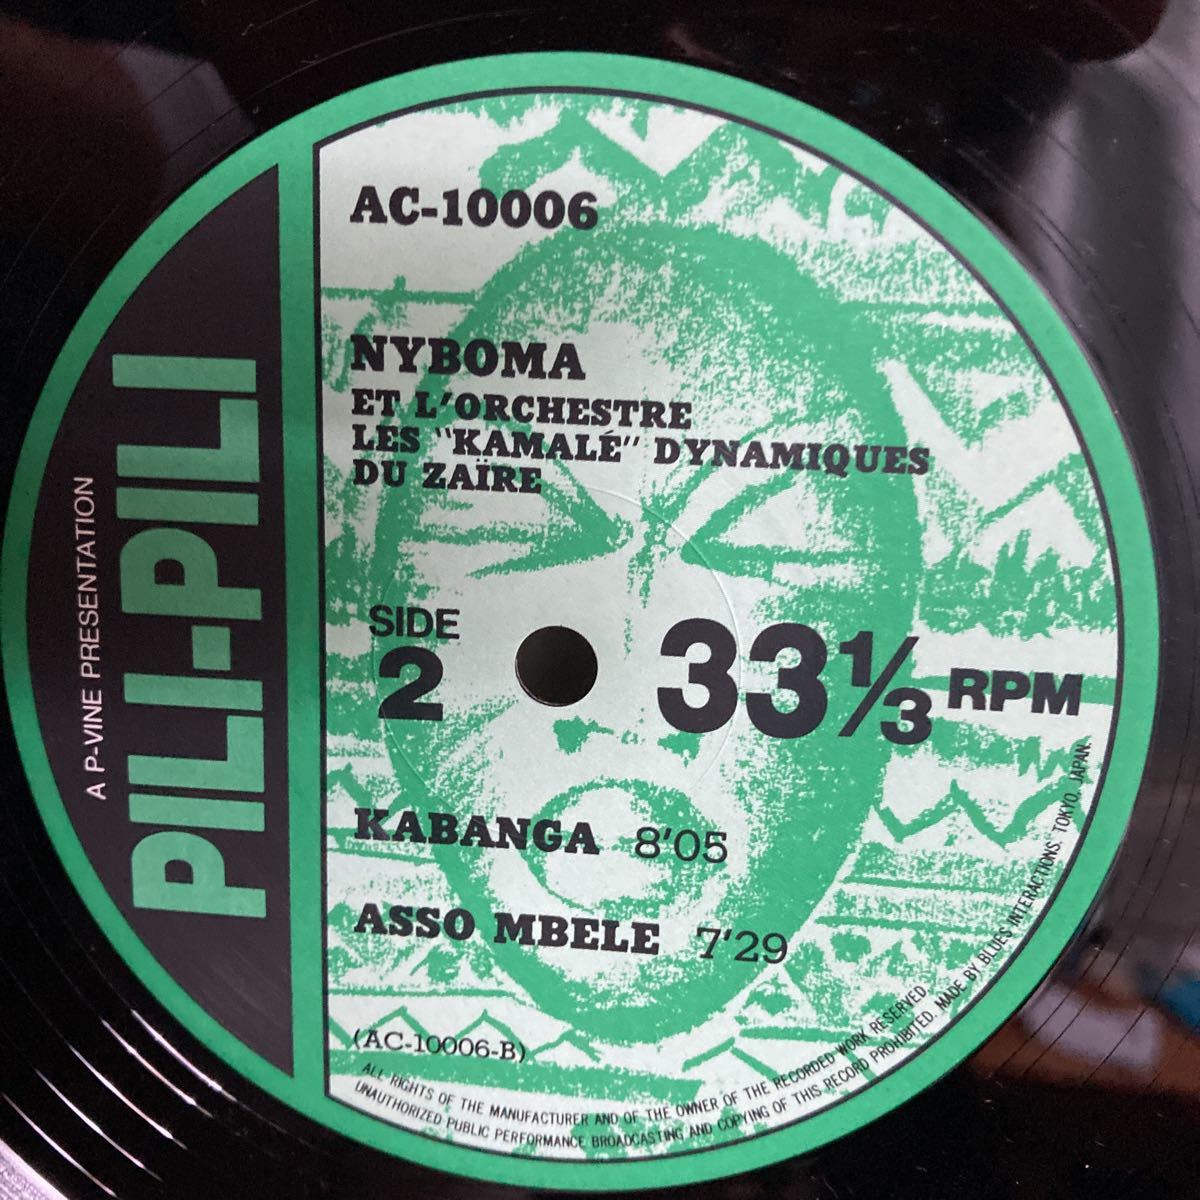 A P-VINE PRESENTATION
PILI-PILI
AC-10006
NYBOMA
ET L'ORCHESTRE
LES "KAMALÉ" DYNAMIQUES
DU ZAÏRE
SIDE
2
33 1/3 RPM
KABANGA 8'05
ASSO MBELE 7'29
(AC-10006-B)
ALL RIGHTS OF THE MANUFACTURER AND OF THE OWNER OF THE RECORDED WORK RESERVED.
UNAUTHORIZED PUBLIC PERFORMANCE BROADCASTING AND COPYING OF THIS RECORD PROHIBITED. MADE BY BLUES INTERACTIONS, TOKYO, JAPAN.